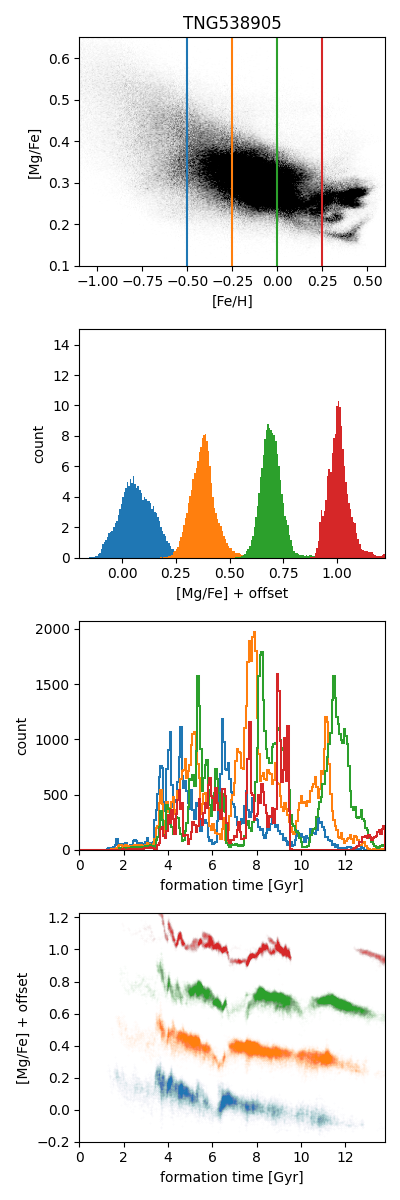 TNG538905
0.6
0.5
0.4
0.3
0.2
0.1
[Mg/Fe]
−1.00 −0.75 −0.50 −0.25 0.00 0.25 0.50
[Fe/H]
14
12
10
8
6
4
2
0
count
0.00 0.25 0.50 0.75 1.00
[Mg/Fe] + offset
2000
1500
1000
500
0
count
0 2 4 6 8 10 12
formation time [Gyr]
1.2
1.0
0.8
0.6
0.4
0.2
0.0
−0.2
[Mg/Fe] + offset
0 2 4 6 8 10 12
formation time [Gyr]